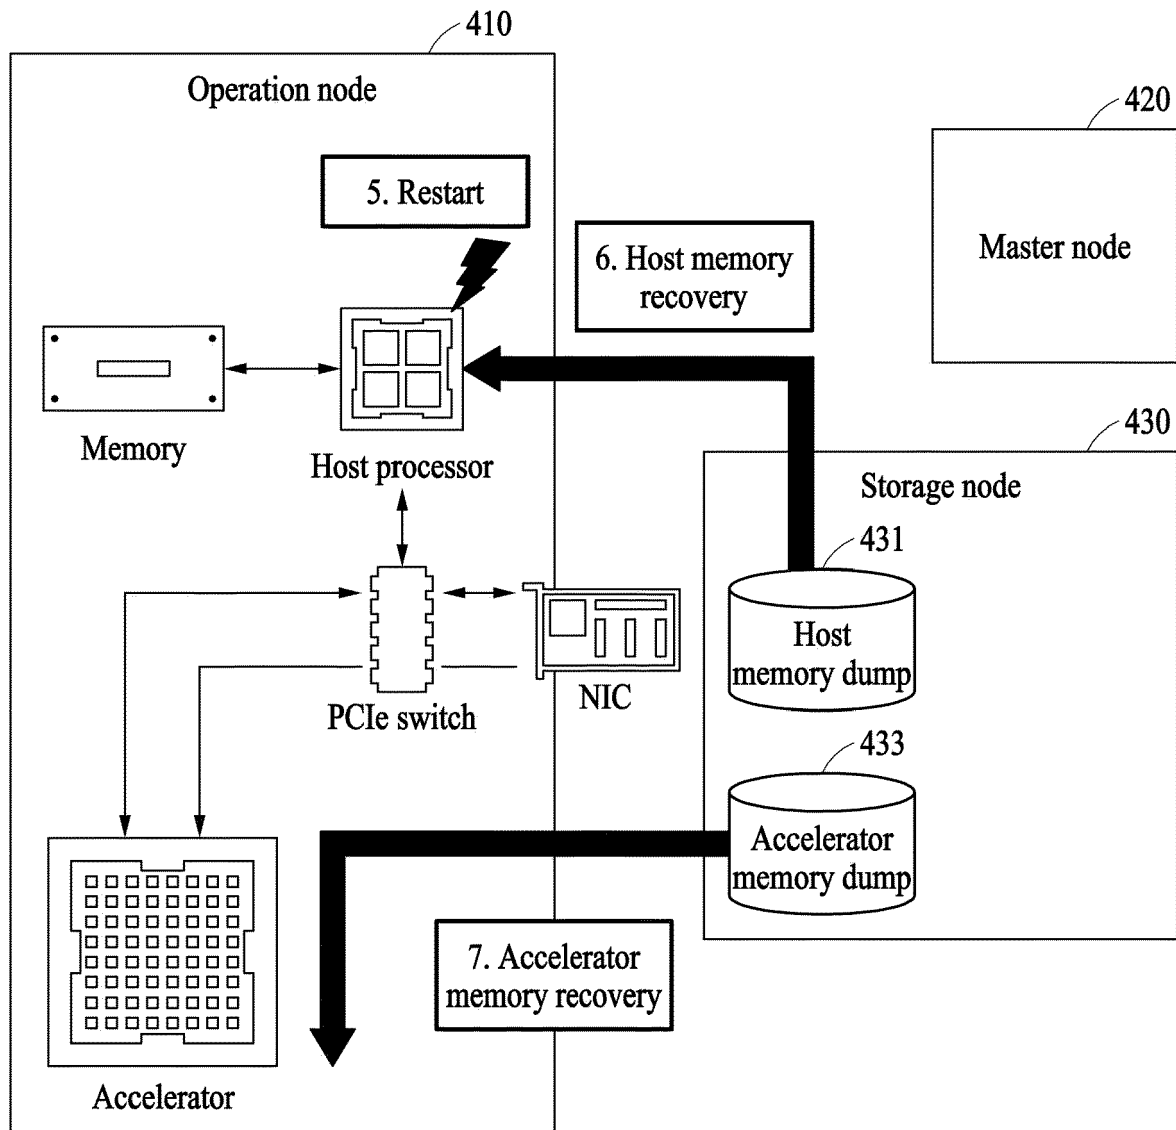 410
Operation node
420
5. Restart
6. Host memory
recovery
Master node
Memory
Host processor
430
Storage node
431
Host
memory dump
PCIe switch
NIC
433
Accelerator
memory dump
7. Accelerator
memory recovery
Accelerator